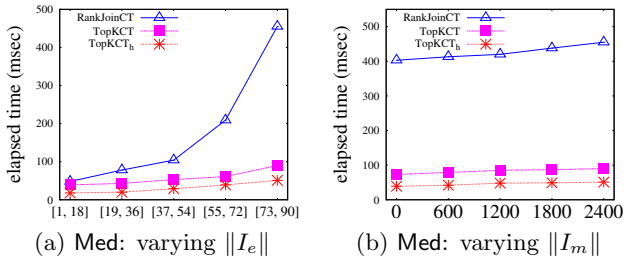 500
400
300
200
100
0
elapsed time (msec)
RankJoinCT
TopKCT
TopKCT_h
[1, 18] [19, 36] [37, 54] [55, 72] [73, 90]
(a) Med: varying ‖I_e‖
500
400
300
200
100
0
elapsed time (msec)
RankJoinCT
TopKCT
TopKCT_h
0 600 1200 1800 2400
(b) Med: varying ‖I_m‖